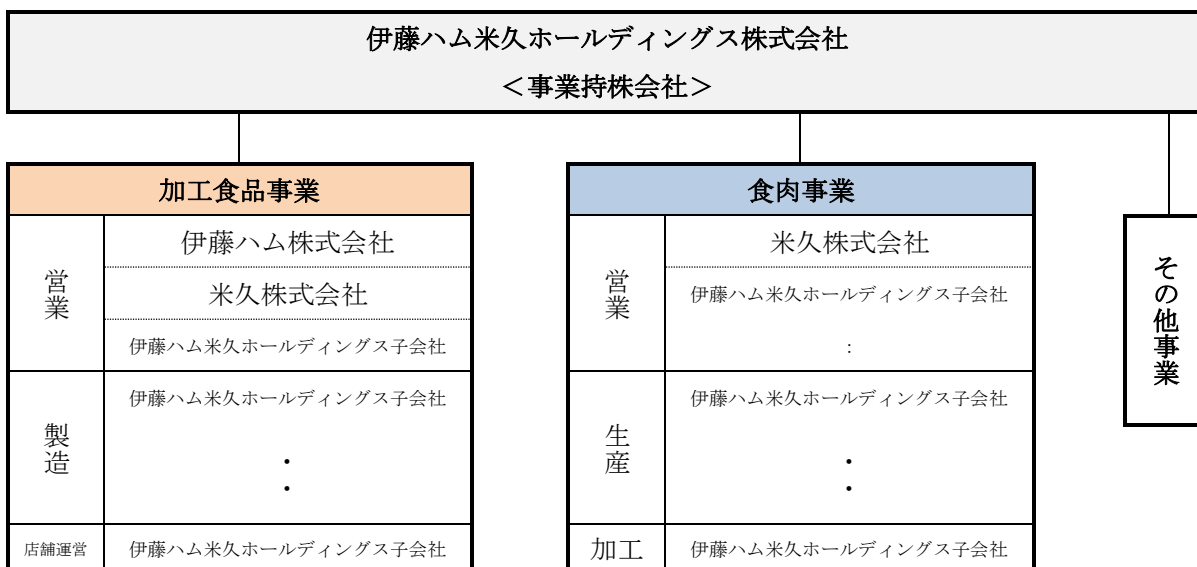 伊藤ハム米久ホールディングス株式会社
＜事業持株会社＞
加工食品事業
営業
伊藤ハム株式会社
米久株式会社
伊藤ハム米久ホールディングス子会社
製造
伊藤ハム米久ホールディングス子会社
・
・
店舗運営
伊藤ハム米久ホールディングス子会社
食肉事業
営業
米久株式会社
伊藤ハム米久ホールディングス子会社
:
生産
伊藤ハム米久ホールディングス子会社
・
・
加工
伊藤ハム米久ホールディングス子会社
その他事業